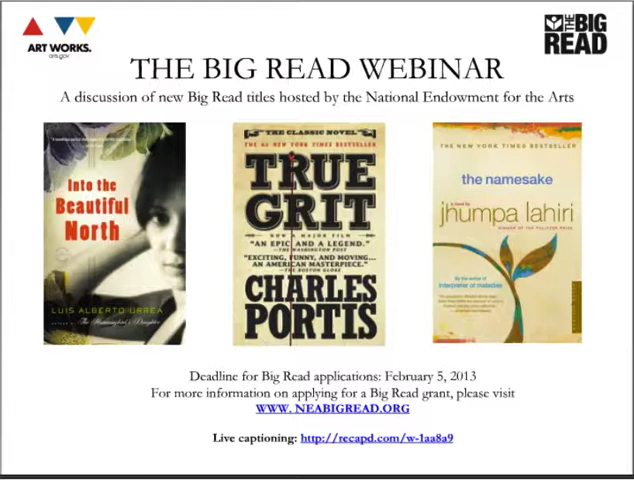 ART WORKS.
arts.gov
THE BIG READ
THE BIG READ WEBINAR
A discussion of new Big Read titles hosted by the National Endowment for the Arts
Into the
Beautiful
North
LUIS ALBERTO URREA
The Hummingbird's Daughter
THE CLASSIC NOVEL
THE #1 NEW YORK TIMES BESTSELLER
TRUE
GRIT
NOW A MAJOR FILM
"AN EPIC AND A LEGEND."
—THE WASHINGTON POST
"EXCITING, FUNNY, AND MOVING...
AN AMERICAN MASTERPIECE."
—THE BOSTON GLOBE
CHARLES
PORTIS
THE NEW YORK TIMES BESTSELLER
the namesake
a novel by
jhumpa lahiri
WINNER OF THE PULITZER PRIZE
By the author of
interpreter of maladies
Deadline for Big Read applications: February 5, 2013
For more information on applying for a Big Read grant, please visit
WWW. NEABIGREAD.ORG
Live captioning: http://recapd.com/w-1aa8a9